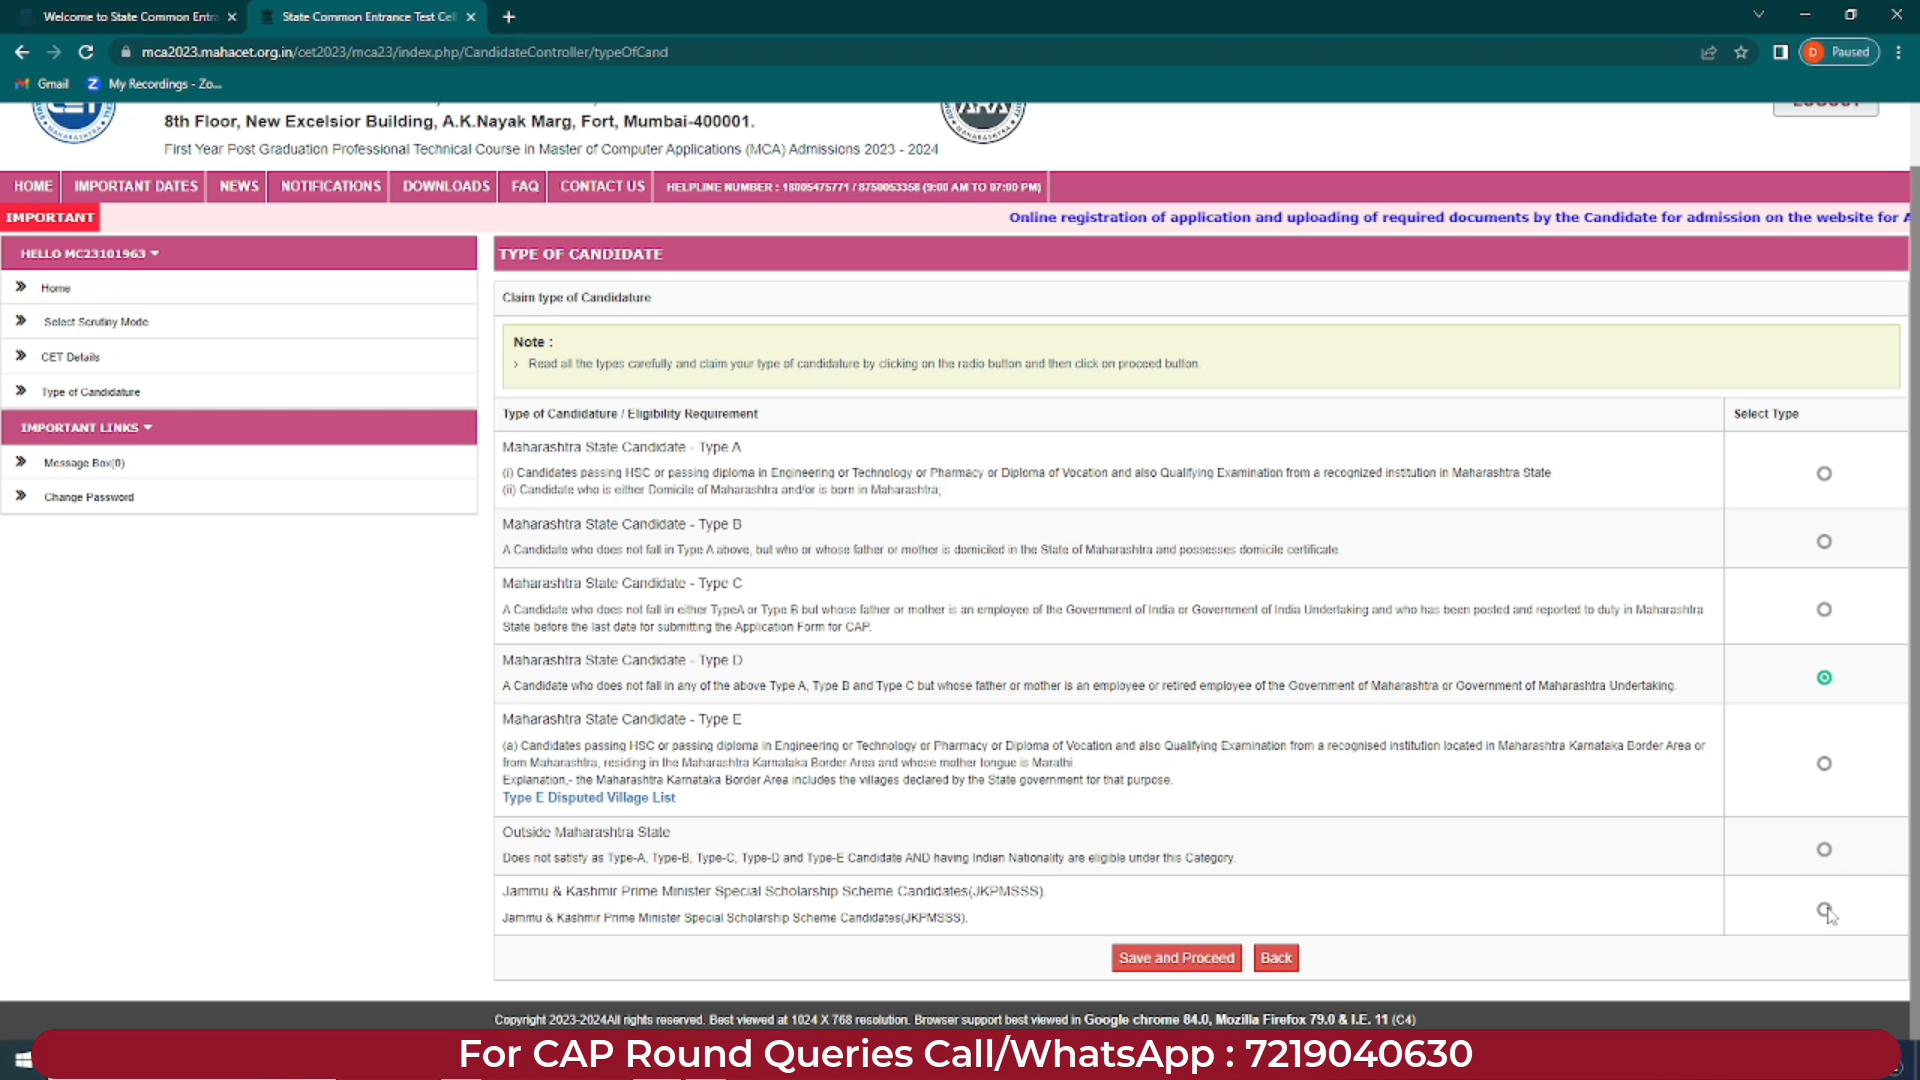 Welcome to State Common Entr
State Common Entrance Test Cel
mca2023.mahacet.org.in/cet2023/mca23/index.php/CandidateController/typeOfCand
D Paused
Gmail
My Recordings - Zo...
8th Floor, New Excelsior Building, A.K.Nayak Marg, Fort, Mumbai-400001.
First Year Post Graduation Professional Technical Course in Master of Computer Applications (MCA) Admissions 2023 - 2024
HOME IMPORTANT DATES NEWS NOTIFICATIONS DOWNLOADS FAQ CONTACT US HELPLINE NUMBER : 18005475771 / 8750053358 (9:00 AM TO 07:00 PM)
IMPORTANT
Online registration of application and uploading of required documents by the Candidate for admission on the website for A
HELLO MC23101963
Home
Select Scrutiny Mode
CET Details
Type of Candidature
IMPORTANT LINKS
Message Box(0)
Change Password
TYPE OF CANDIDATE
Claim type of Candidature
Note :
Read all the types carefully and claim your type of candidature by clicking on the radio button and then click on proceed button.
Type of Candidature / Eligibility Requirement
Select Type
Maharashtra State Candidate - Type A
(i) Candidates passing HSC or passing diploma in Engineering or Technology or Pharmacy or Diploma of Vocation and also Qualifying Examination from a recognized institution in Maharashtra State
(ii) Candidate who is either Domicile of Maharashtra and/or is born in Maharashtra;
Maharashtra State Candidate - Type B
A Candidate who does not fall in Type A above, but who or whose father or mother is domiciled in the State of Maharashtra and possesses domicile certificate.
Maharashtra State Candidate - Type C
A Candidate who does not fall in either TypeA or Type B but whose father or mother is an employee of the Government of India or Government of India Undertaking and who has been posted and reported to duty in Maharashtra
State before the last date for submitting the Application Form for CAP.
Maharashtra State Candidate - Type D
A Candidate who does not fall in any of the above Type A, Type B and Type C but whose father or mother is an employee or retired employee of the Government of Maharashtra or Government of Maharashtra Undertaking.
Maharashtra State Candidate - Type E
(a) Candidates passing HSC or passing diploma in Engineering or Technology or Pharmacy or Diploma of Vocation and also Qualifying Examination from a recognised institution located in Maharashtra Karnataka Border Area or
from Maharashtra, residing in the Maharashtra Karnataka Border Area and whose mother tongue is Marathi.
Explanation,- the Maharashtra Karnataka Border Area includes the villages declared by the State government for that purpose.
Type E Disputed Village List
Outside Maharashtra State
Does not satisfy as Type-A, Type-B, Type-C, Type-D and Type-E Candidate AND having Indian Nationality are eligible under this Category.
Jammu & Kashmir Prime Minister Special Scholarship Scheme Candidates(JKPMSSS).
Jammu & Kashmir Prime Minister Special Scholarship Scheme Candidates(JKPMSSS).
Save and Proceed
Back
Copyright 2023-2024All rights reserved. Best viewed at 1024 X 768 resolution. Browser support best viewed in Google chrome 84.0, Mozilla Firefox 79.0 & I.E. 11 (C4)
For CAP Round Queries Call/WhatsApp : 7219040630